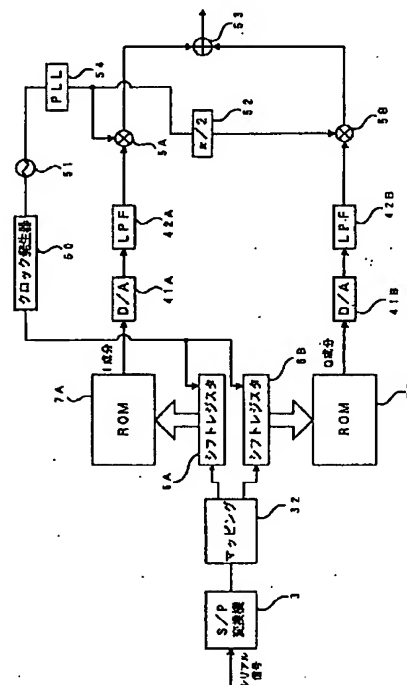 シリアル
信号
S/P
変換機
3
マッピング
32
シフトレジスタ
6A
シフトレジスタ
6B
ROM
7A
ROM
I成分
Q成分
D/A
41A
D/A
41B
LPF
42A
LPF
42B
クロック発生器
51
PLL
54
5A
π/2
52
5B
53